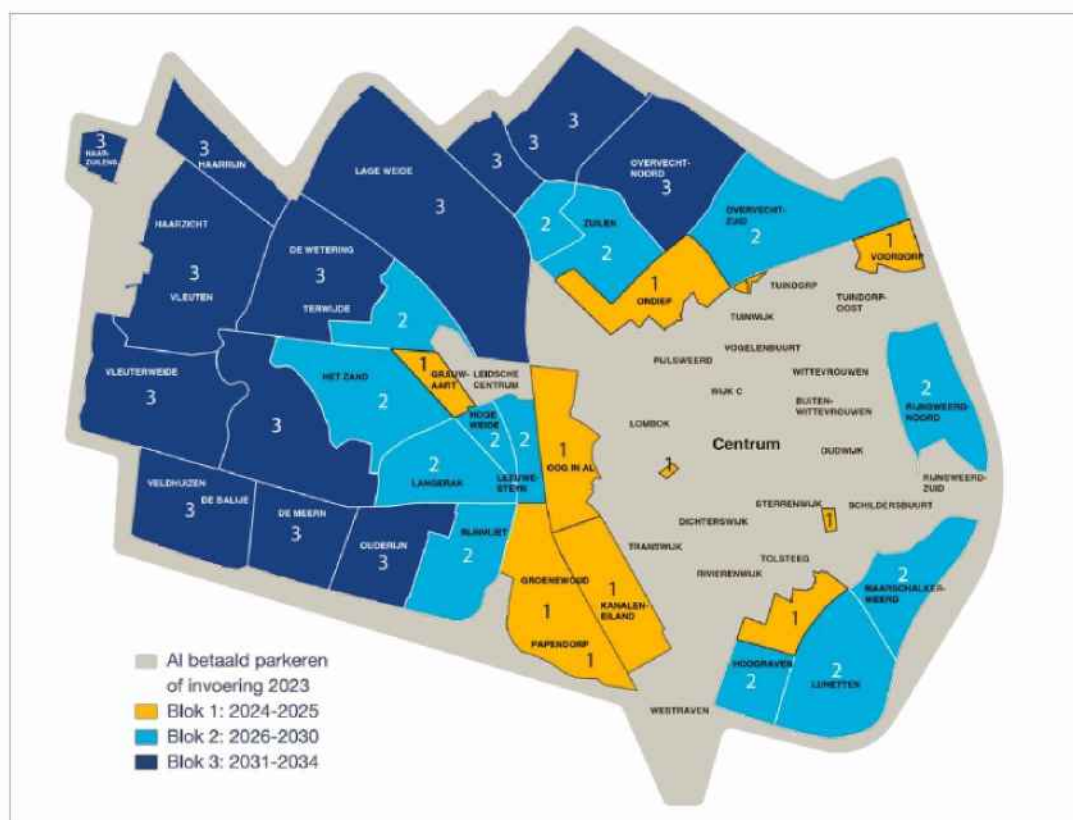 3
HAAR-
ZUILENS
3
HAARRIJN
LAGE WEIDE
3
3
3
3
OVERVECHT-
NOORD
3
OVERVECHT-
ZUID
2
ZUILEN
2
2
1
VOORDORP
HAARZICHT
3
VLEUTEN
DE WETERING
3
TERWIJDE
2
1
ONDIEP
1
TUINDORP
TUINDORP-
OOST
TUINWIJK
VOGELENBUURT
PIJLSWEERD
WITTEVROUWEN
WIJK C
BUITEN-
WITTEVROUWEN
2
RIJNSWEERD-
NOORD
VLEUTERWEIDE
3
HET ZAND
2
1
GRAUW-
AART
LEIDSCHE
CENTRUM
HOGE
WEIDE
2
2
LOMBOK
Centrum
OUDWIJK
1
OOG IN AL
1
3
2
LANGERAK
LEEUWE-
STEYN
RIJNSWEERD-
ZUID
VELDHUIZEN
3
DE BALIJE
DE MEERN
3
OUDERIJN
3
RIJNVLIET
2
STERRENWIJK
1
SCHILDERSBUURT
DICHTERSWIJK
TRANSWIJK
TOLSTEEG
RIVIERENWIJK
GROENEWOUD
1
PAPENDORP
1
1
KANALEN-
EILAND
1
2
MAARSCHALKER-
WEERD
HOOGRAVEN
2
2
LUNETTEN
WESTRAVEN
Al betaald parkeren
of invoering 2023
Blok 1: 2024-2025
Blok 2: 2026-2030
Blok 3: 2031-2034